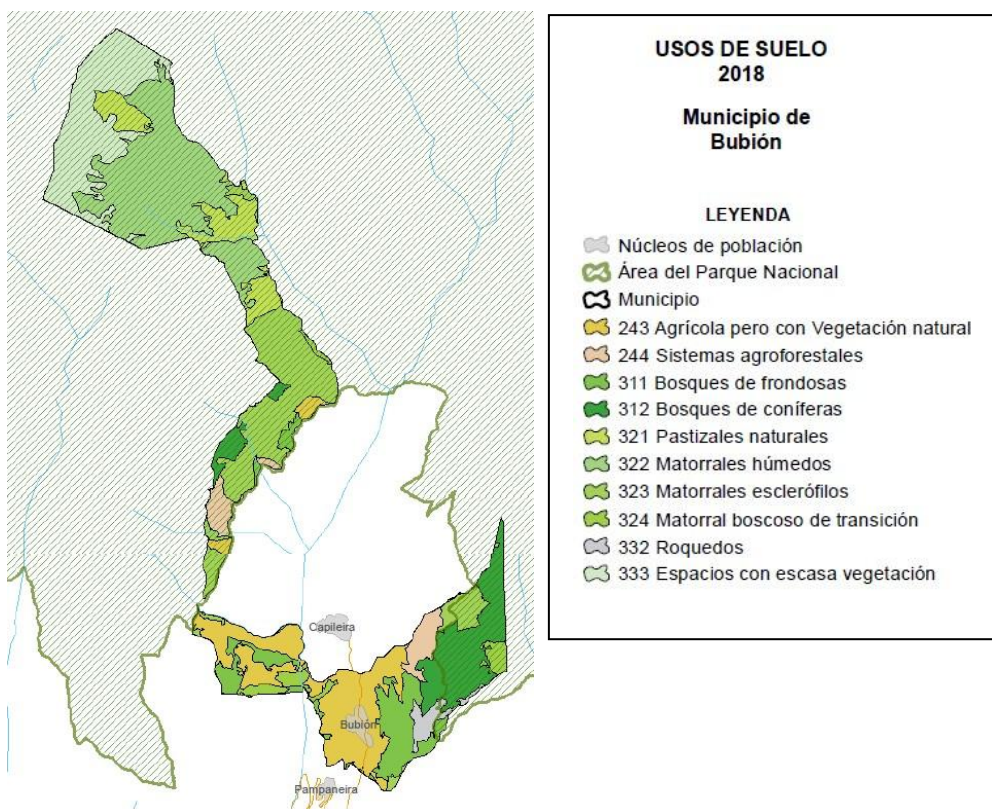 USOS DE SUELO
2018
Municipio de
Bubión
LEYENDA
Núcleos de población
Área del Parque Nacional
Municipio
243 Agrícola pero con Vegetación natural
244 Sistemas agroforestales
311 Bosques de frondosas
312 Bosques de coníferas
321 Pastizales naturales
322 Matorrales húmedos
323 Matorrales esclerófilos
324 Matorral boscoso de transición
332 Roquedos
333 Espacios con escasa vegetación
Capileira
Bubión
Pampaneira